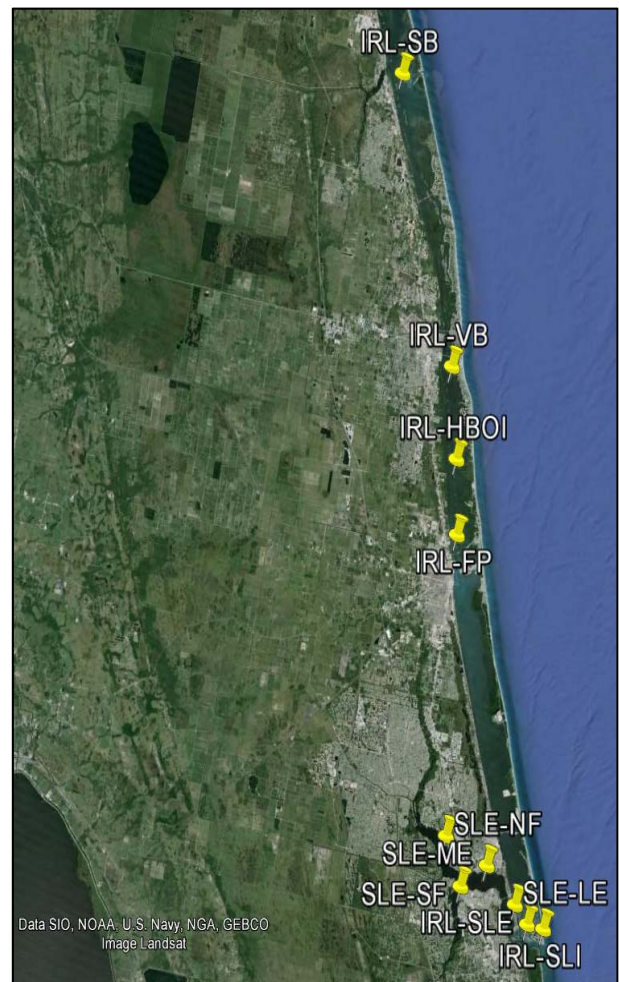 IRL-SB
IRL-VB
IRL-HBOI
IRL-FP
SLE-NF
SLE-ME
SLE-SF
SLE-LE
IRL-SLE
IRL-SLI
Data SIO, NOAA, U.S. Navy, NGA, GEBCO
Image Landsat